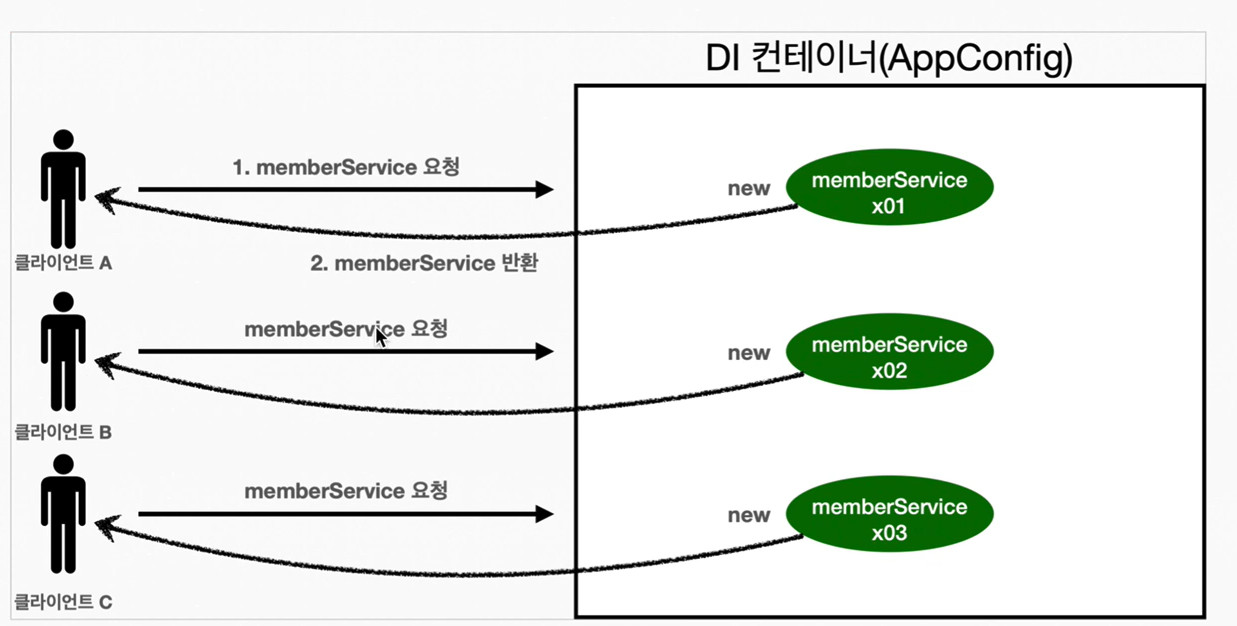 DI 컨테이너(AppConfig)
1. memberService 요청
new
memberService
x01
클라이언트 A
2. memberService 반환
memberService 요청
new
memberService
x02
클라이언트 B
memberService 요청
new
memberService
x03
클라이언트 C